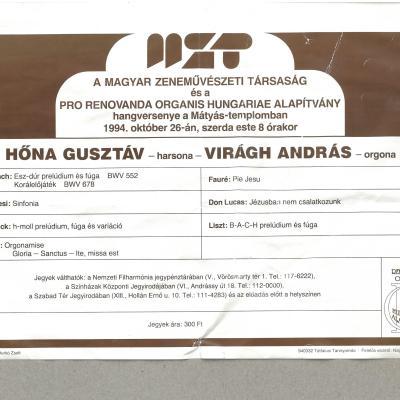 MZT
A MAGYAR ZENEMŰVÉSZETI TÁRSASÁG
és a
PRO RENOVANDA ORGANIS HUNGARIAE ALAPÍTVÁNY
hangversenye a Mátyás-templomban
1994. október 26-án, szerda este 8 órakor
HŐNA GUSZTÁV – harsona – VIRÁGH ANDRÁS – orgona
ch: Esz-dúr prelúdium és fúga BWV 552
Korálelőjáték BWV 678
esi: Sinfonia
ck: h-moll prelúdium, fúga és variáció
: Orgonamise
Gloria – Sanctus – Ite, missa est
Fauré: Pie Jesu
Don Lucas: Jézusban nem csalatkozunk
Liszt: B-A-C-H prelúdium és fúga
Jegyek válthatók: a Nemzeti Filharmónia jegypénztárában (V., Vörösmarty tér 1. Tel.: 117-6222),
a Színházak Központi Jegyirodájában (VI., Andrássy út 18. Tel.: 112-0000),
a Szabad Tér Jegyirodában (XIII., Hollán Ernő u. 10. Tel.: 111-4283) és az előadás előtt a helyszínen
Jegyek ára: 300 Ft